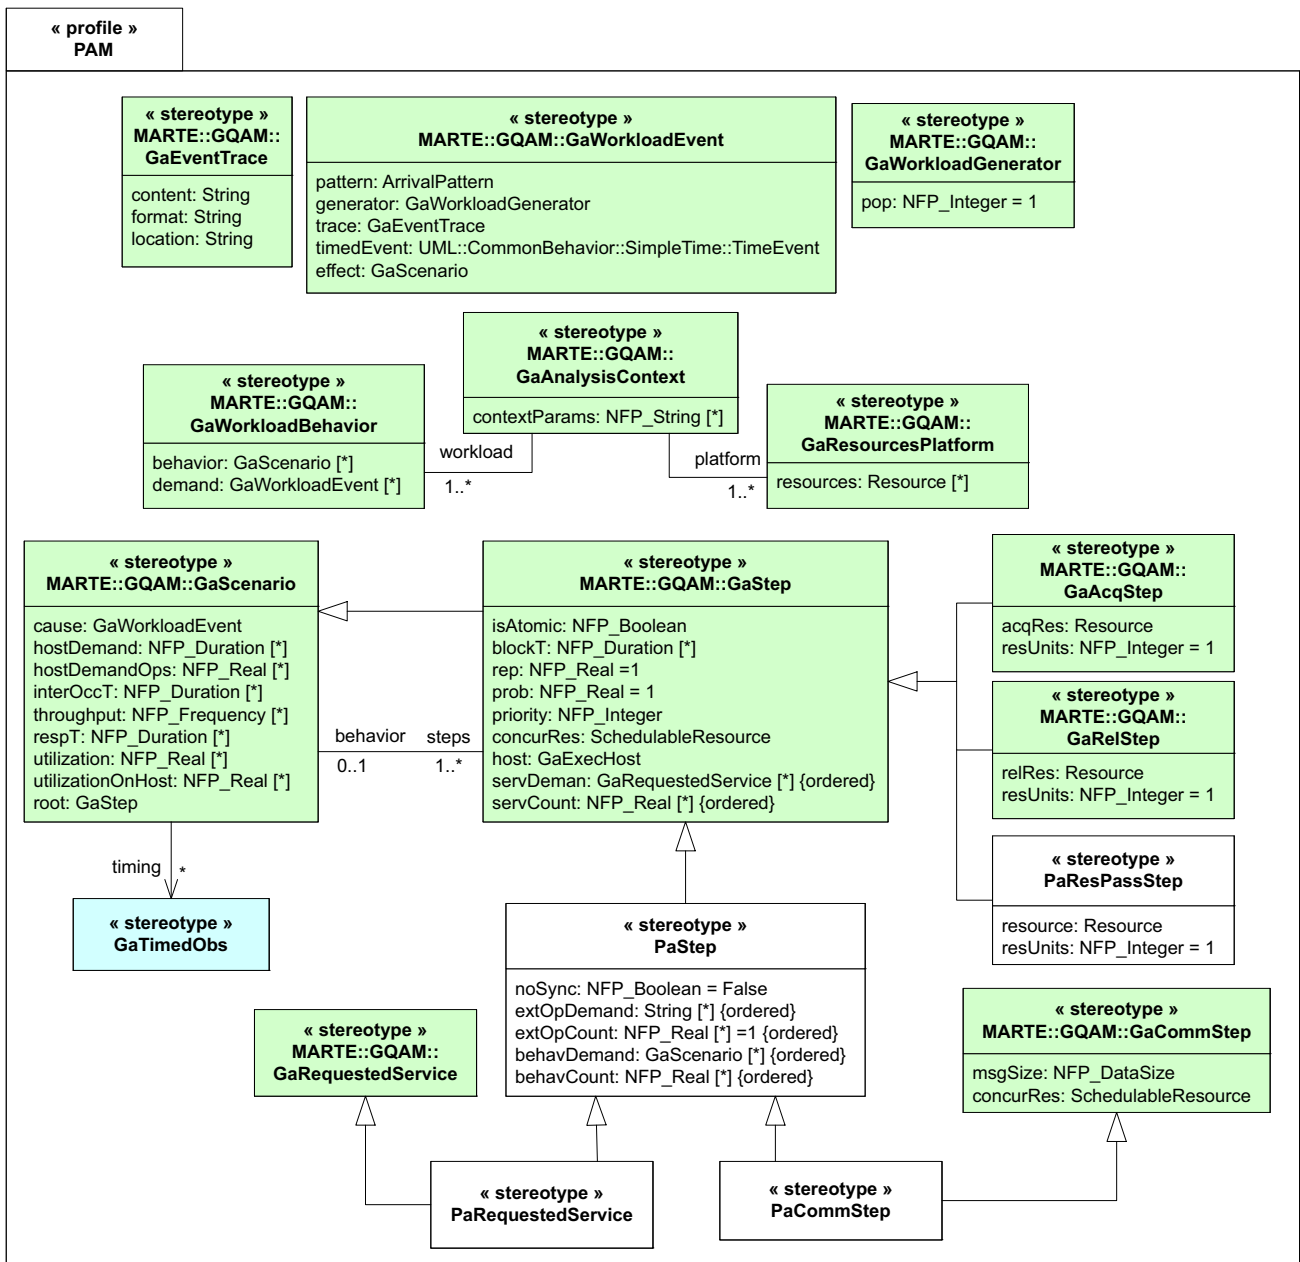 « profile »
PAM
« stereotype »
MARTE::GQAM::
GaEventTrace
content: String
format: String
location: String
« stereotype »
MARTE::GQAM::GaWorkloadEvent
pattern: ArrivalPattern
generator: GaWorkloadGenerator
trace: GaEventTrace
timedEvent: UML::CommonBehavior::SimpleTime::TimeEvent
effect: GaScenario
« stereotype »
MARTE::GQAM::
GaWorkloadGenerator
pop: NFP_Integer = 1
« stereotype »
MARTE::GQAM::
GaAnalysisContext
contextParams: NFP_String [*]
« stereotype »
MARTE::GQAM::
GaWorkloadBehavior
behavior: GaScenario [*]
demand: GaWorkloadEvent [*]
workload
1..*
platform
1..*
« stereotype »
MARTE::GQAM::
GaResourcesPlatform
resources: Resource [*]
« stereotype »
MARTE::GQAM::GaScenario
cause: GaWorkloadEvent
hostDemand: NFP_Duration [*]
hostDemandOps: NFP_Real [*]
interOccT: NFP_Duration [*]
throughput: NFP_Frequency [*]
respT: NFP_Duration [*]
utilization: NFP_Real [*]
utilizationOnHost: NFP_Real [*]
root: GaStep
behavior steps
0..1 1..*
« stereotype »
MARTE::GQAM::GaStep
isAtomic: NFP_Boolean
blockT: NFP_Duration [*]
rep: NFP_Real =1
prob: NFP_Real = 1
priority: NFP_Integer
concurRes: SchedulableResource
host: GaExecHost
servDeman: GaRequestedService [*] {ordered}
servCount: NFP_Real [*] {ordered}
« stereotype »
MARTE::GQAM::
GaAcqStep
acqRes: Resource
resUnits: NFP_Integer = 1
« stereotype »
MARTE::GQAM::
GaRelStep
relRes: Resource
resUnits: NFP_Integer = 1
« stereotype »
PaResPassStep
resource: Resource
resUnits: NFP_Integer = 1
timing *
« stereotype »
GaTimedObs
« stereotype »
PaStep
noSync: NFP_Boolean = False
extOpDemand: String [*] {ordered}
extOpCount: NFP_Real [*] =1 {ordered}
behavDemand: GaScenario [*] {ordered}
behavCount: NFP_Real [*] {ordered}
« stereotype »
MARTE::GQAM::
GaRequestedService
« stereotype »
MARTE::GQAM::GaCommStep
msgSize: NFP_DataSize
concurRes: SchedulableResource
« stereotype »
PaRequestedService
« stereotype »
PaCommStep